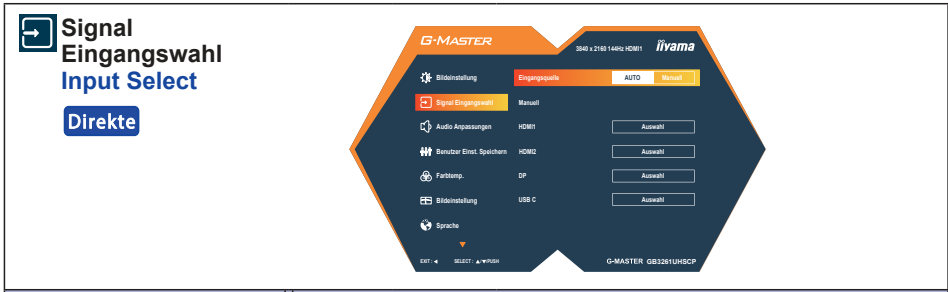 Signal
Eingangswahl
Input Select
Direkte
G-MASTER
3840 x 2160 144Hz HDMI1 iiyama
Bildeinstellung
Eingangsquelle AUTO Manuell
Signal Eingangswahl
Manuell
Audio Anpassungen
HDMI1 Auswahl
Benutzer Einst. Speichern
HDMI2 Auswahl
Farbtemp.
DP Auswahl
Bildeinstellung
USB C Auswahl
Sprache
EXIT : ◄ SELECT : ▲/▼/PUSH
G-MASTER GB3261UHSCP